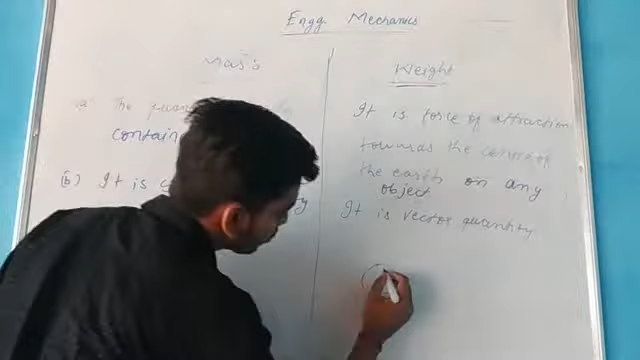 Engg. Mechanics
Mass
(a) The
contain
(b) It is
Weight
It is force of attraction
towards the centre of
the earth on any
object
It is vector quantity